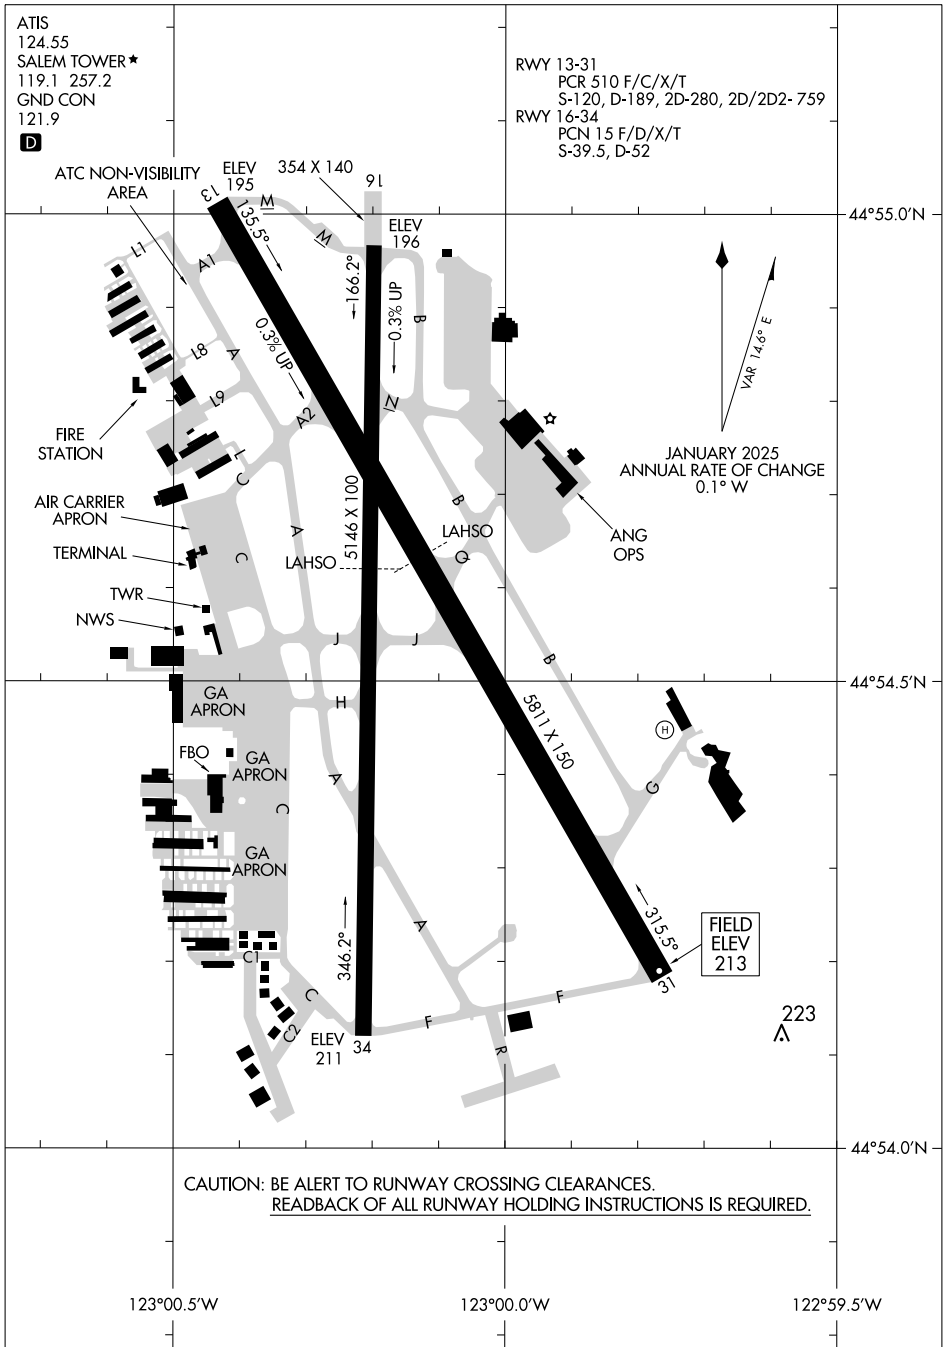 ATIS
124.55
SALEM TOWER★
119.1 257.2
GND CON
121.9
D
RWY 13-31
PCR 510 F/C/X/T
S-120, D-189, 2D-280, 2D/2D2-759
RWY 16-34
PCN 15 F/D/X/T
S-39.5, D-52
ATC NON-VISIBILITY
AREA
ELEV
195
354 X 140
13
16
M
M
135.5°
ELEV
196
44°55.0'N
L1
A1
166.2°
0.3% UP
0.3% UP
B
VAR 14.6° E
L8
A
L9
A2
Z
FIRE
STATION
JANUARY 2025
ANNUAL RATE OF CHANGE
0.1° W
L
C
AIR CARRIER
APRON
TERMINAL
A
C
5146 X 100
B
LAHSO
LAHSO
Q
ANG
OPS
TWR
NWS
J
J
B
44°54.5'N
GA
APRON
H
5811 X 150
H
FBO
GA
APRON
A
G
C
GA
APRON
346.2°
A
315.5°
FIELD
ELEV
213
C1
C
F
F
31
C2
ELEV
211
34
R
223
44°54.0'N
CAUTION: BE ALERT TO RUNWAY CROSSING CLEARANCES.
READBACK OF ALL RUNWAY HOLDING INSTRUCTIONS IS REQUIRED.
123°00.5'W
123°00.0'W
122°59.5'W